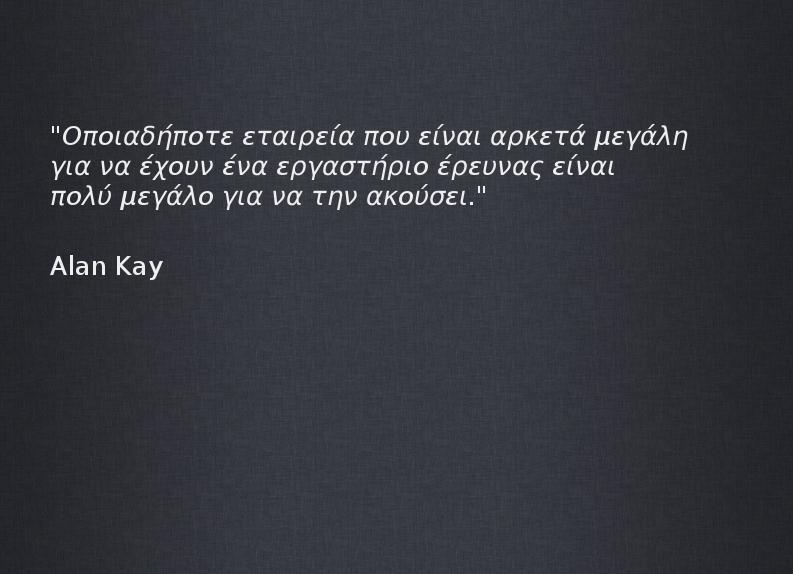 "Οποιαδήποτε εταιρεία που είναι αρκετά μεγάλη
για να έχουν ένα εργαστήριο έρευνας είναι
πολύ μεγάλο για να την ακούσει."
Alan Kay